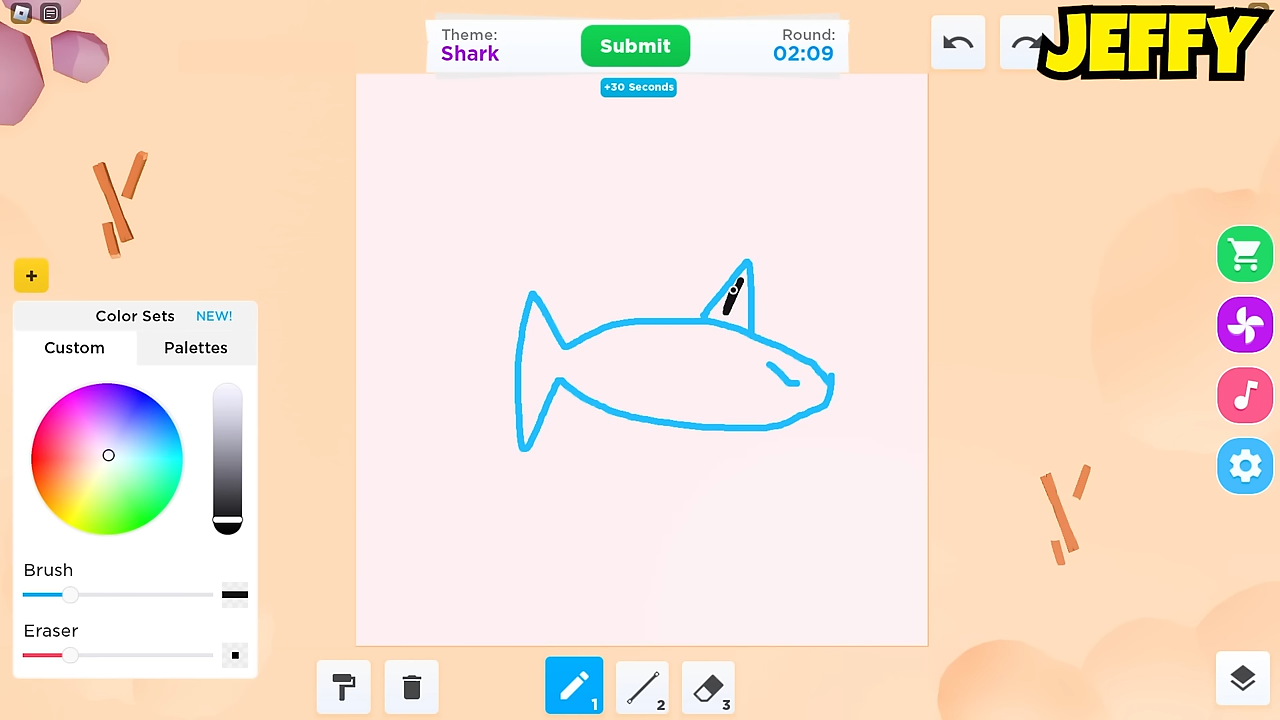 Theme:
Shark
Submit
Round:
02:09
JEFFY
+30 Seconds
+
Color Sets NEW!
Custom Palettes
Brush
Eraser
1
2
3